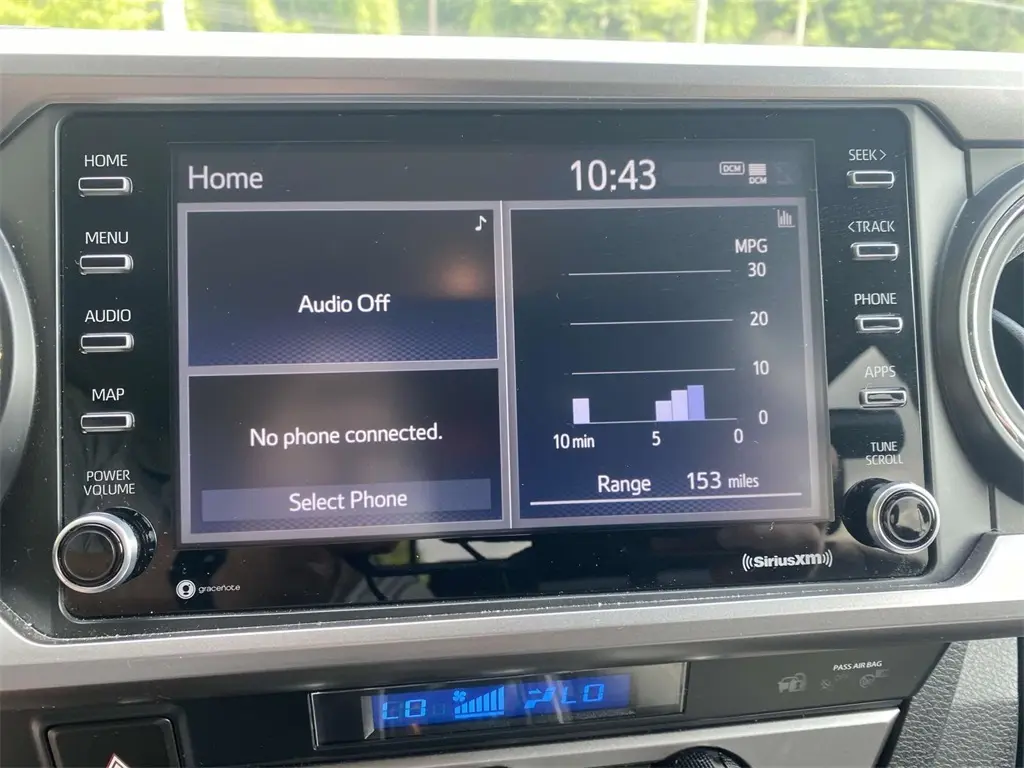 HOME
MENU
AUDIO
MAP
POWER
VOLUME
Home
10:43
DCM
DCM
Audio Off
No phone connected.
Select Phone
MPG
30
20
10
0
10 min
5
0
Range 153 miles
SEEK>
<TRACK
PHONE
APPS
TUNE
SCROLL
gracenote
((SiriusXM))
PASS AIR BAG
LO
LO